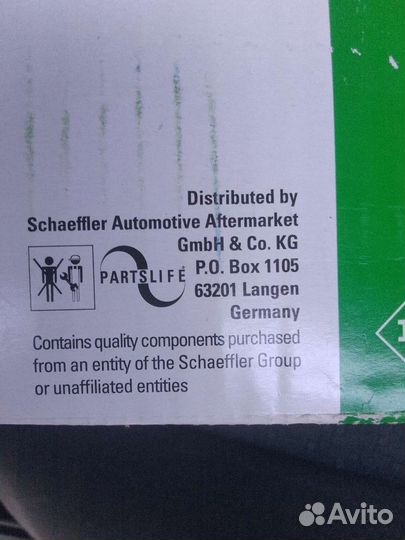 Distributed by
Schaeffler Automotive Aftermarket
GmbH & Co. KG
PARTSLIFE
P.O. Box 1105
63201 Langen
Germany
Contains quality components purchased
from an entity of the Schaeffler Group
or unaffiliated entities
Avito